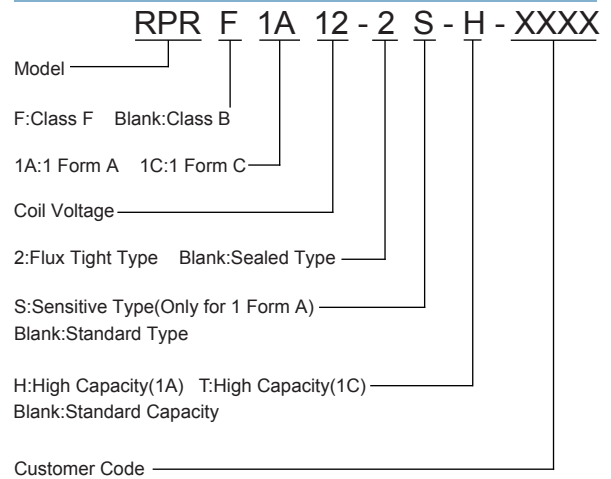 RPR F 1A 12 - 2 S - H - XXXX
Model
F:Class F Blank:Class B
1A:1 Form A 1C:1 Form C
Coil Voltage
2:Flux Tight Type Blank:Sealed Type
S:Sensitive Type(Only for 1 Form A)
Blank:Standard Type
H:High Capacity(1A) T:High Capacity(1C)
Blank:Standard Capacity
Customer Code